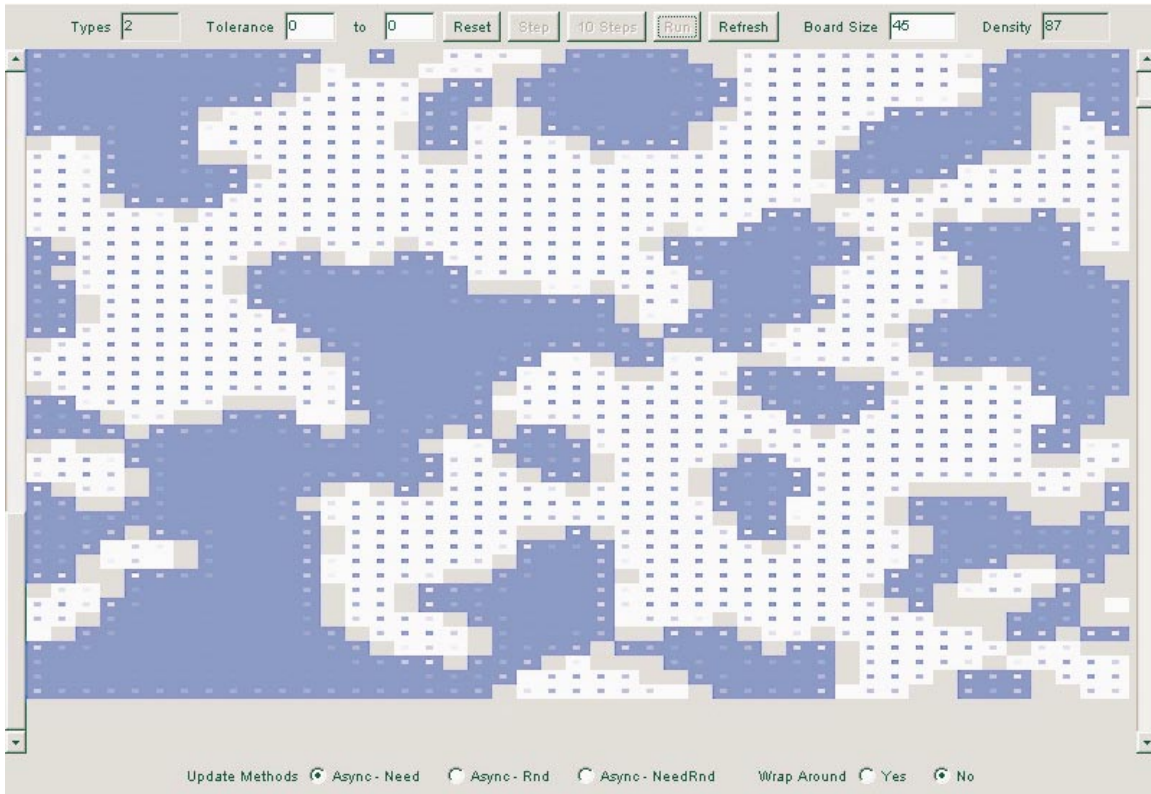 Types 2 Tolerance 0 to 0 Reset Step 10 Steps Run Refresh Board Size 45 Density 87
Update Methods Async - Need Async - Rnd Async - NeedRnd Wrap Around Yes No